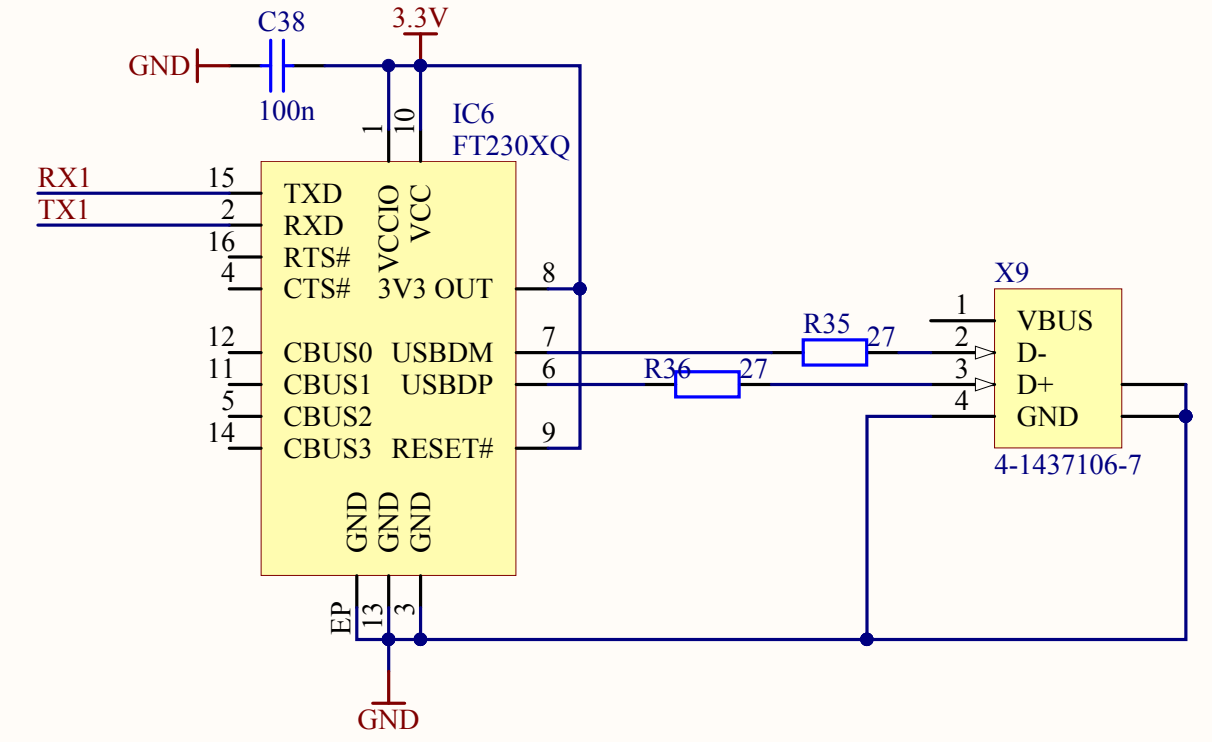 C38
3.3V
GND
100n
1
10
IC6
FT230XQ
RX1
15
TXD
VCCIO
VCC
TX1
2
RXD
16
RTS#
4
CTS#
3V3 OUT
8
X9
1
VBUS
12
CBUS0
USBDM
7
R35
27
2
D-
11
CBUS1
USBDP
6
R36
27
3
D+
5
CBUS2
4
GND
14
CBUS3
RESET#
9
4-1437106-7
GND
GND
GND
EP
13
3
GND